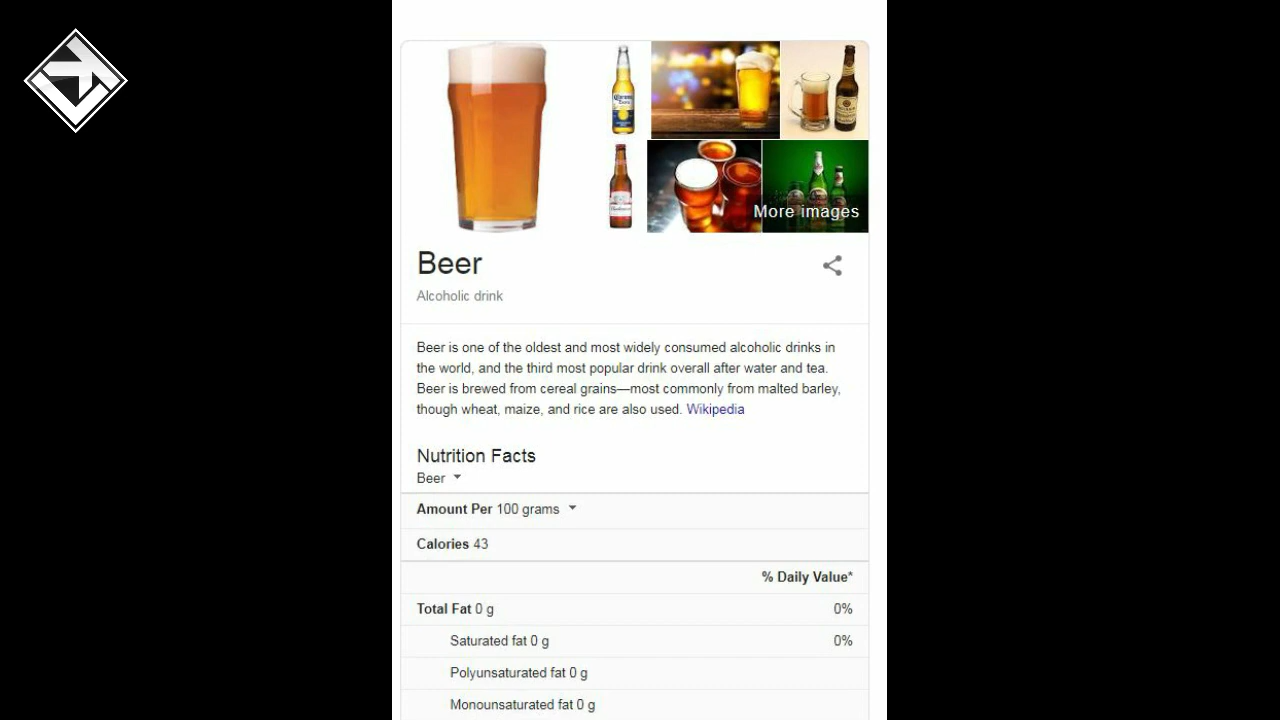 More images
Beer
Alcoholic drink
Beer is one of the oldest and most widely consumed alcoholic drinks in
the world, and the third most popular drink overall after water and tea.
Beer is brewed from cereal grains—most commonly from malted barley,
though wheat, maize, and rice are also used. Wikipedia
Nutrition Facts
Beer
Amount Per 100 grams
Calories 43
% Daily Value*
Total Fat 0 g 0%
Saturated fat 0 g 0%
Polyunsaturated fat 0 g
Monounsaturated fat 0 g